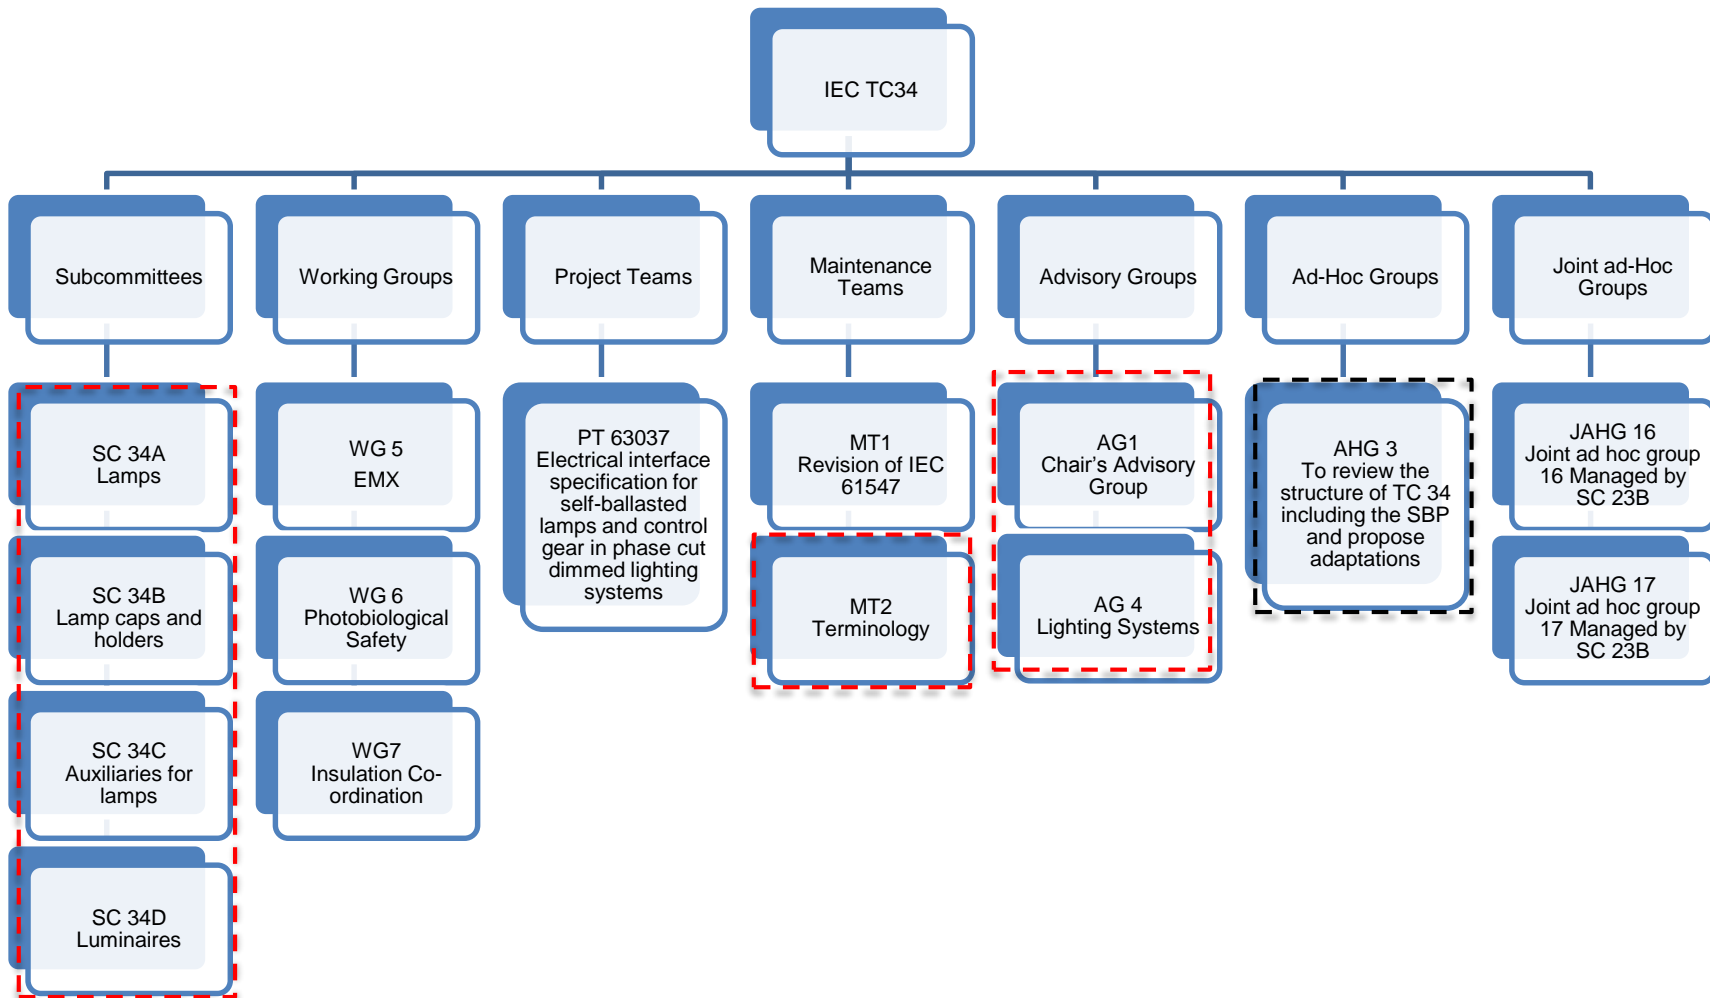 IEC TC34
Subcommittees
Working Groups
Project Teams
Maintenance
Teams
Advisory Groups
Ad-Hoc Groups
Joint ad-Hoc
Groups
SC 34A
Lamps
SC 34B
Lamp caps and
holders
SC 34C
Auxiliaries for
lamps
SC 34D
Luminaires
WG 5
EMX
WG 6
Photobiological
Safety
WG7
Insulation Co-
ordination
PT 63037
Electrical interface
specification for
self-ballasted
lamps and control
gear in phase cut
dimmed lighting
systems
MT1
Revision of IEC
61547
MT2
Terminology
AG1
Chair’s Advisory
Group
AG 4
Lighting Systems
AHG 3
To review the
structure of TC 34
including the SBP
and propose
adaptations
JAHG 16
Joint ad hoc group
16 Managed by
SC 23B
JAHG 17
Joint ad hoc group
17 Managed by
SC 23B